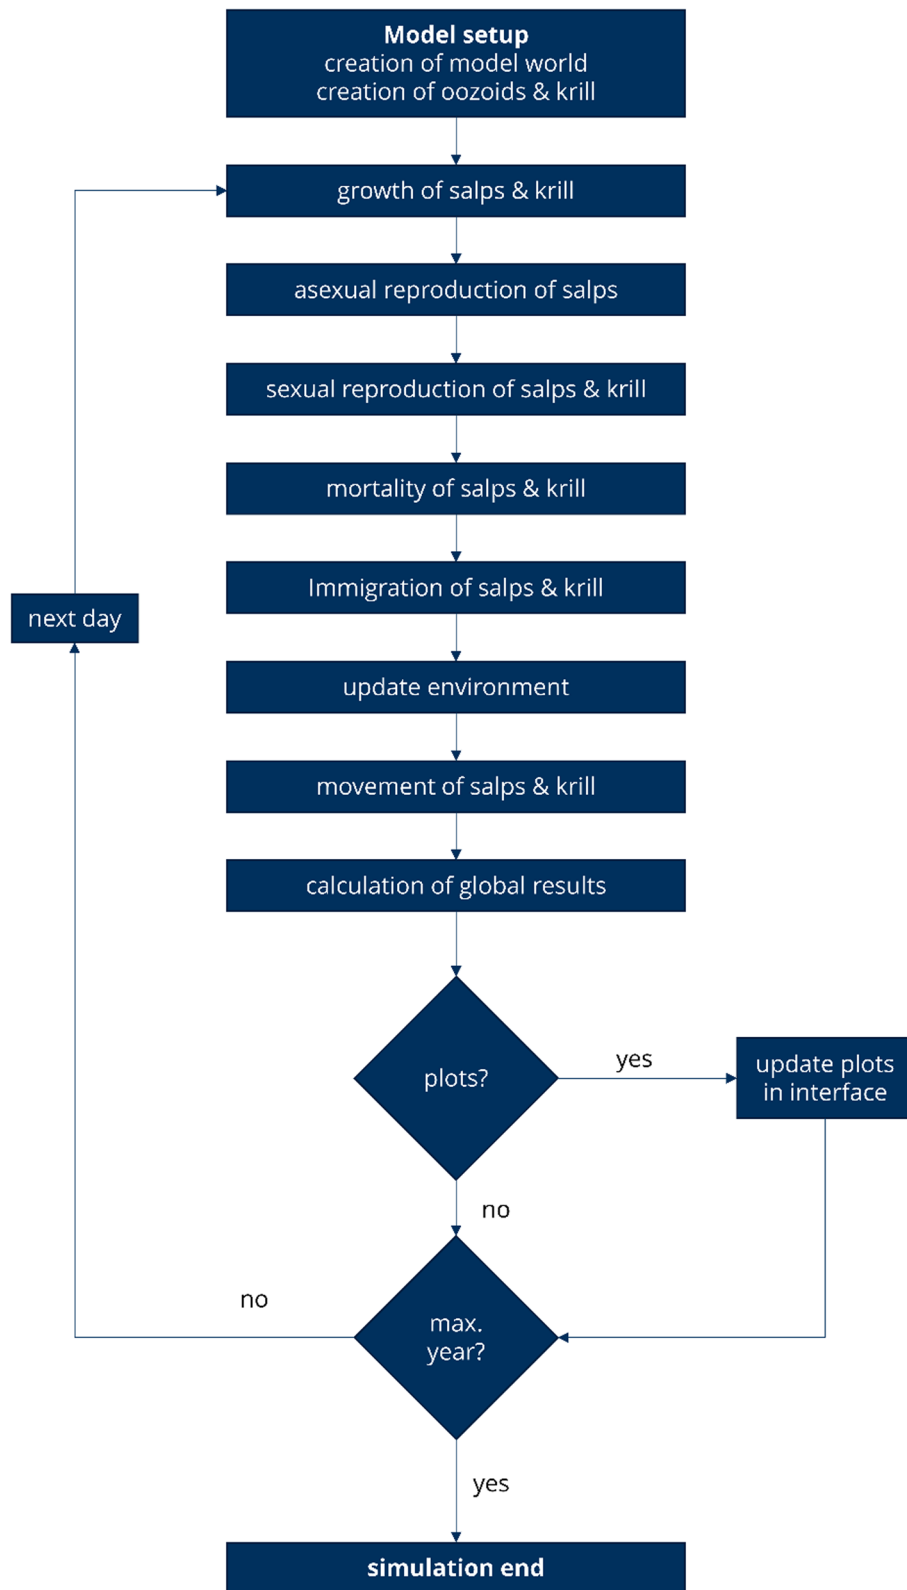 Model setup
creation of model world
creation of oozoids & krill
growth of salps & krill
asexual reproduction of salps
sexual reproduction of salps & krill
mortality of salps & krill
Immigration of salps & krill
next day
update environment
movement of salps & krill
calculation of global results
plots?
yes
update plots
in interface
no
no
max.
year?
yes
simulation end